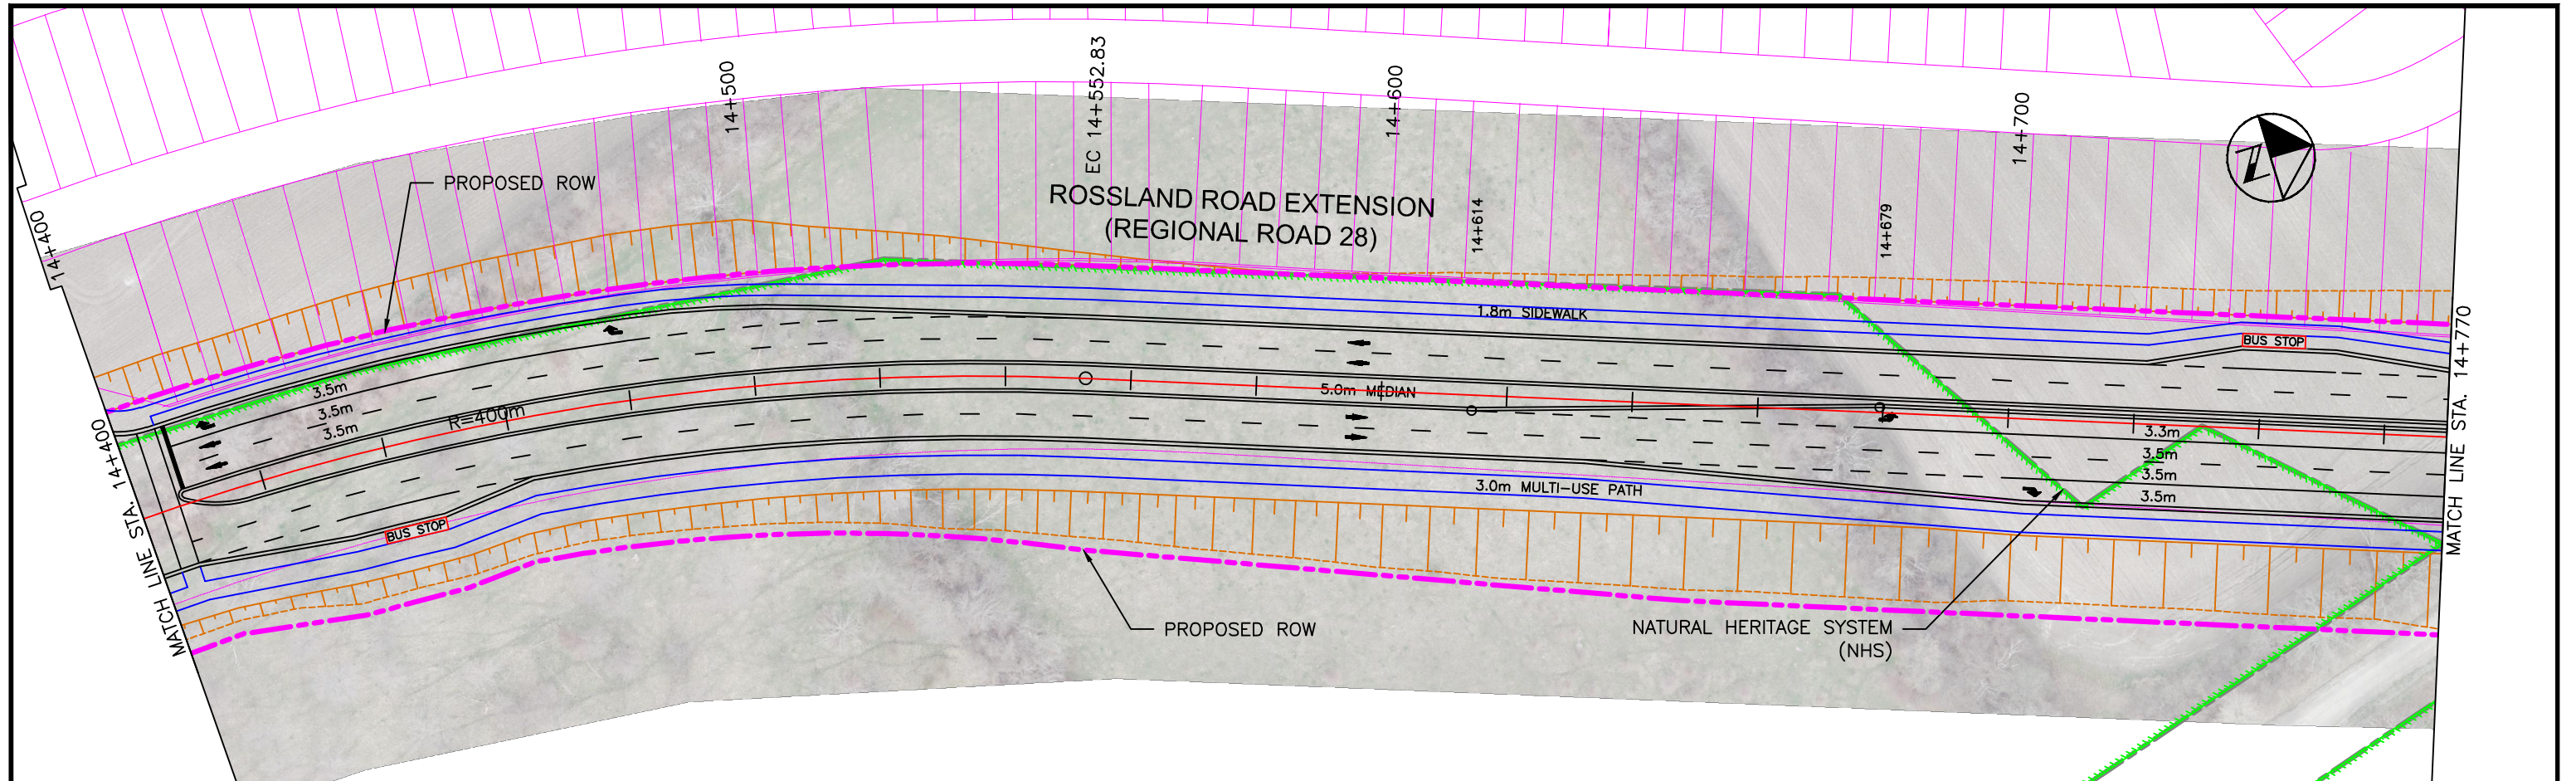 14+500
EC 14+552.83
14+600
14+700
PROPOSED ROW
ROSSLAND ROAD EXTENSION
(REGIONAL ROAD 28)
14+614
14+679
N
14+400
1.8m SIDEWALK
BUS STOP
3.5m
3.5m
3.5m
R=400m
5.0m MEDIAN
3.3m
3.5m
3.5m
3.5m
3.0m MULTI-USE PATH
BUS STOP
MATCH LINE STA. 14+400
MATCH LINE STA. 14+770
PROPOSED ROW
NATURAL HERITAGE SYSTEM
(NHS)